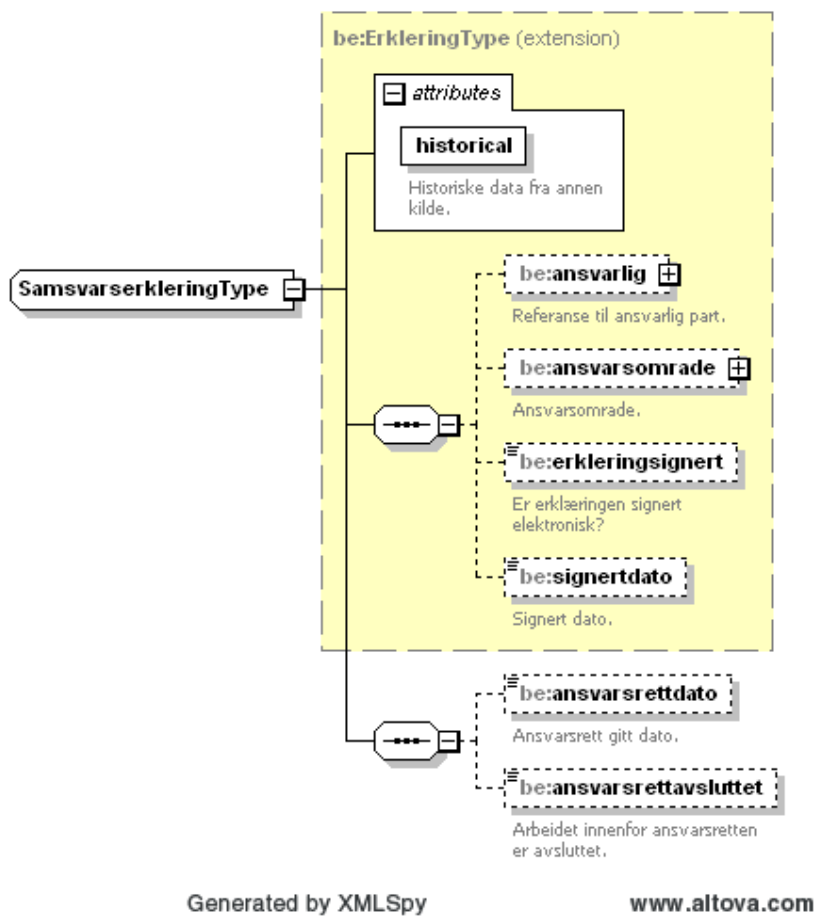 be:ErkleringType (extension)
attributes
historical
Historiske data fra annen
kilde.
SamsvarserkleringType
be:ansvarlig
Referanse til ansvarlig part.
be:ansvarsomrade
Ansvarsomrade.
be:erkleringsignert
Er erklæringen signert
elektronisk?
be:signertdato
Signert dato.
be:ansvarsrettdato
Ansvarsrett gitt dato.
be:ansvarsrettavsluttet
Arbeidet innenfor ansvarsretten
er avsluttet.
Generated by XMLSpy
www.altova.com